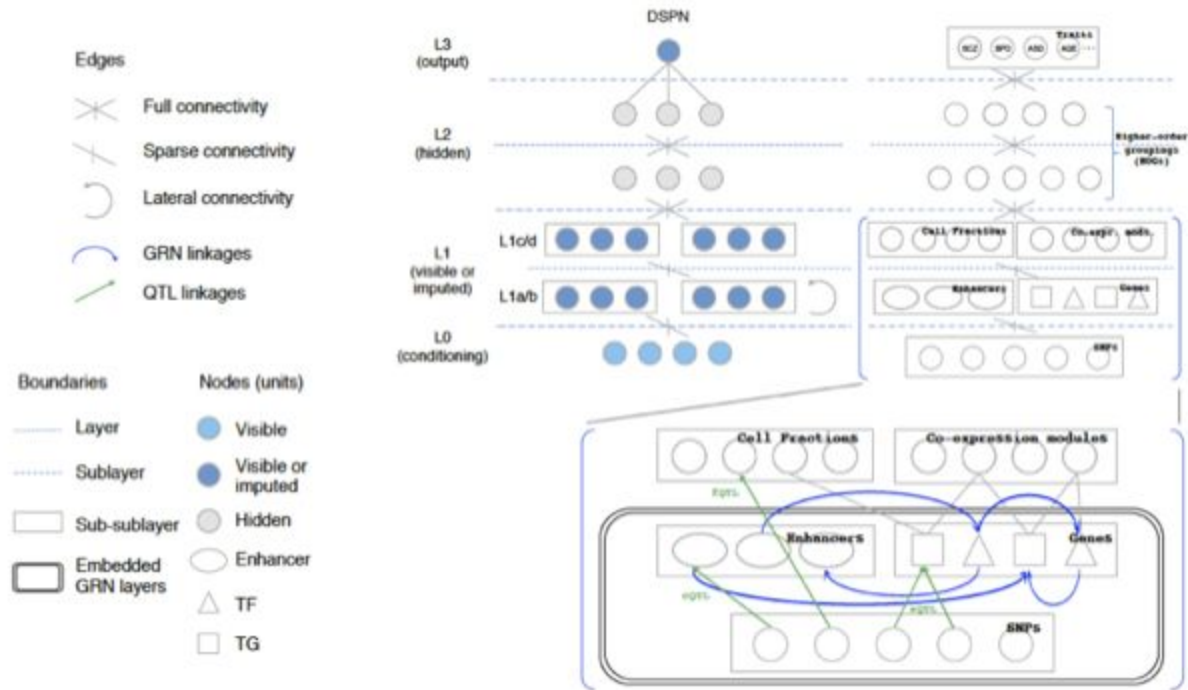 DSPN
L3
(output)
Traits
SCZ
BPD
ASD
AGE
Edges
Full connectivity
Sparse connectivity
Lateral connectivity
GRN linkages
QTL linkages
L2
(hidden)
Higher-order
groupings
(HOGs)
L1
(visible or
imputed)
L1c/d
L1a/b
Cell Fractions
Co-expr. mods.
Enhancers
Genes
L0
(conditioning)
SNPs
Boundaries
Layer
Sublayer
Sub-sublayer
Embedded
GRN layers
Nodes (units)
Visible
Visible or
imputed
Hidden
Enhancer
TF
TG
Cell Fractions
Co-expression modules
fQTL
Enhancers
Genes
cQTL
eQTL
SNPs